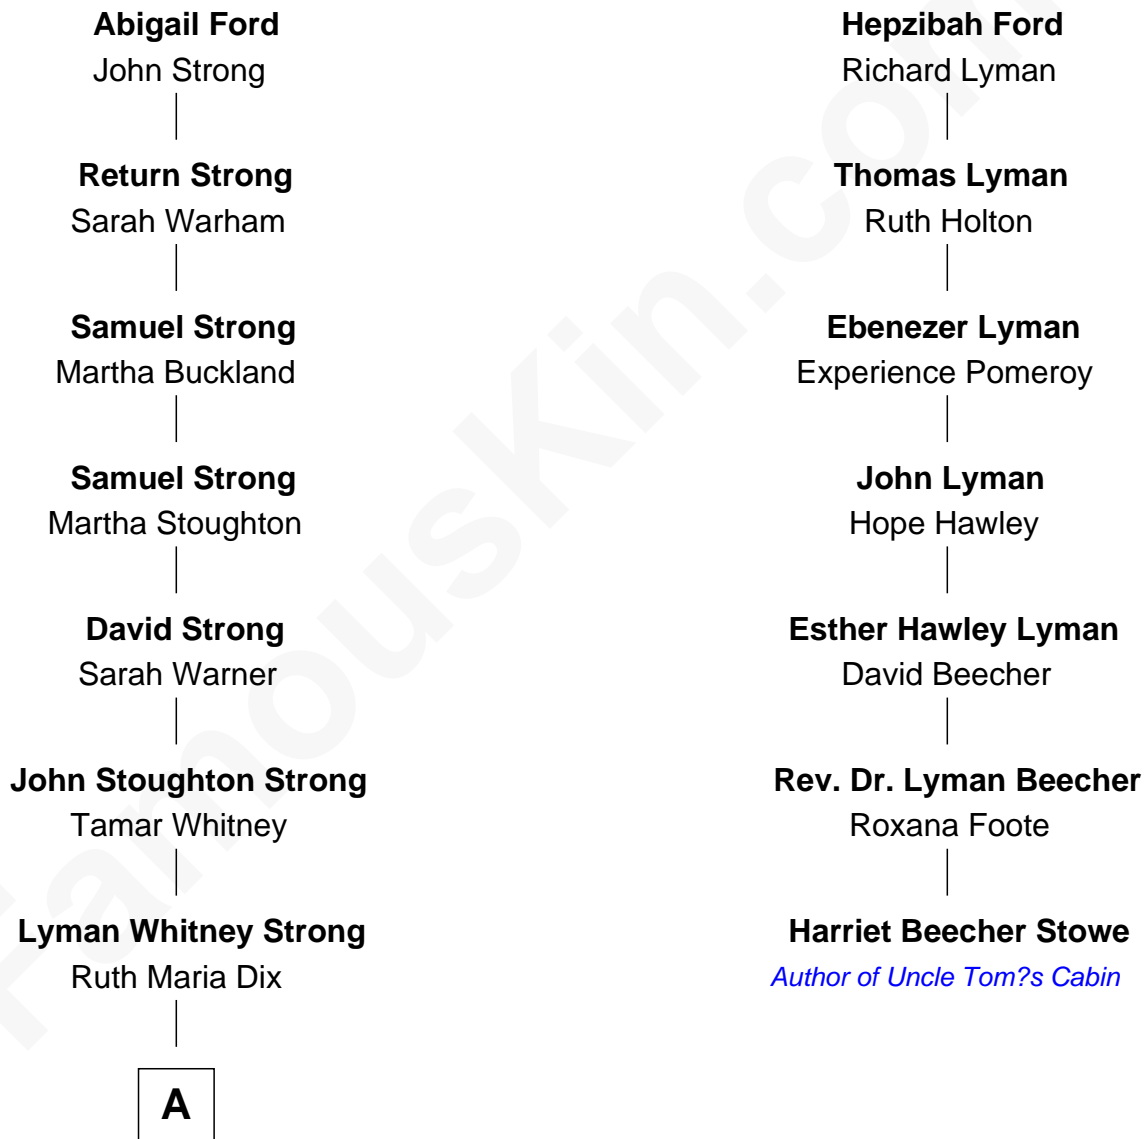 Abigail Ford
John Strong
Return Strong
Sarah Warham
Samuel Strong
Martha Buckland
Samuel Strong
Martha Stoughton
David Strong
Sarah Warner
John Stoughton Strong
Tamar Whitney
Lyman Whitney Strong
Ruth Maria Dix
A
Hepzibah Ford
Richard Lyman
Thomas Lyman
Ruth Holton
Ebenezer Lyman
Experience Pomeroy
John Lyman
Hope Hawley
Esther Hawley Lyman
David Beecher
Rev. Dr. Lyman Beecher
Roxana Foote
Harriet Beecher Stowe
Author of Uncle Tom?s Cabin
FamousKin.com